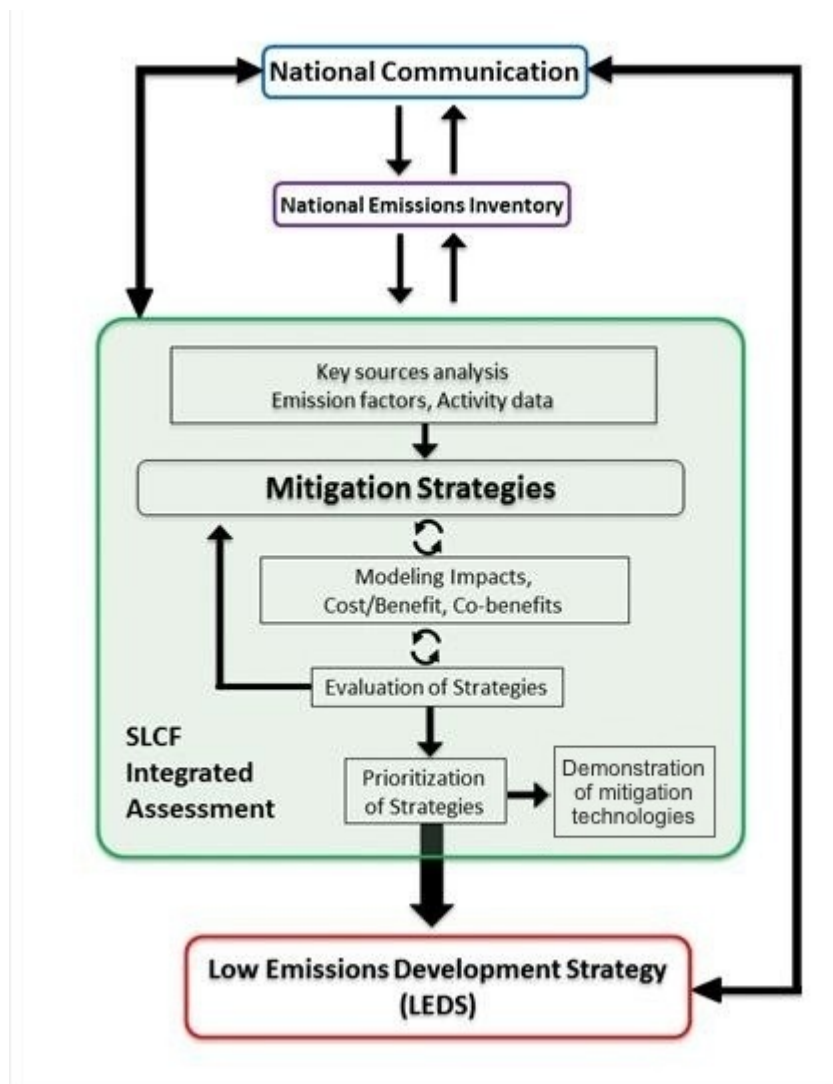 National Communication
National Emissions Inventory
Key sources analysis
Emission factors, Activity data
Mitigation Strategies
Modeling Impacts,
Cost/Benefit, Co-benefits
Evaluation of Strategies
SLCF
Integrated
Assessment
Prioritization
of Strategies
Demonstration
of mitigation
technologies
Low Emissions Development Strategy
(LEDS)